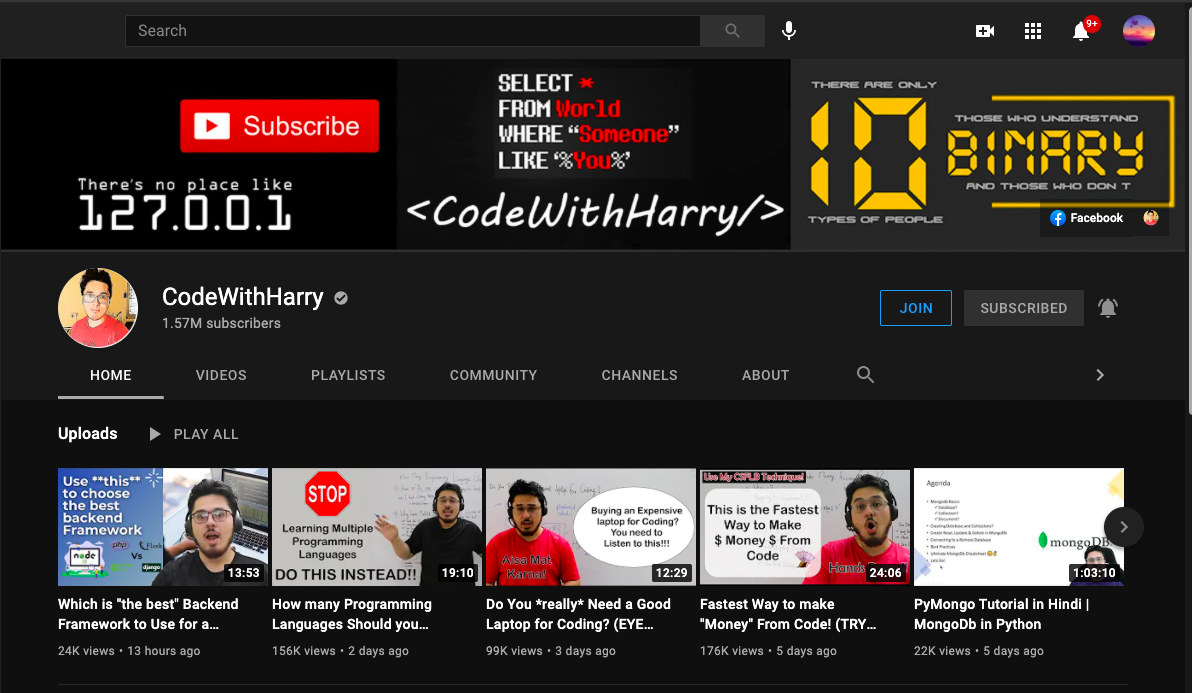 Search
9+
Subscribe
There's no place like
127.0.0.1
SELECT *
FROM World
WHERE “Someone”
LIKE ‘%You%’
<CodeWithHarry/>
THERE ARE ONLY
10
TYPES OF PEOPLE
THOSE WHO UNDERSTAND
BINARY
AND THOSE WHO DON T
Facebook
CodeWithHarry
1.57M subscribers
JOIN
SUBSCRIBED
HOME
VIDEOS
PLAYLISTS
COMMUNITY
CHANNELS
ABOUT
Uploads
PLAY ALL
Use **this**
to choose
the best
backend
Framework
node
php
Vs
django
13:53
STOP
Learning Multiple
Programming
Languages
DO THIS INSTEAD!!
19:10
Buying an Expensive
laptop for Coding?
You need to
Listen to this!!!
Aisa Mat
Karna!
12:29
Use My CSFLB Technique!
This is the Fastest
Way to Make
$ Money $ From
Code
24:06
Agenda
mongoDB
1:03:10
Which is "the best" Backend
Framework to Use for a…
24K views • 13 hours ago
How many Programming
Languages Should you…
156K views • 2 days ago
Do You *really* Need a Good
Laptop for Coding? (EYE…
99K views • 3 days ago
Fastest Way to make
"Money" From Code! (TRY…
176K views • 5 days ago
PyMongo Tutorial in Hindi |
MongoDb in Python
22K views • 5 days ago